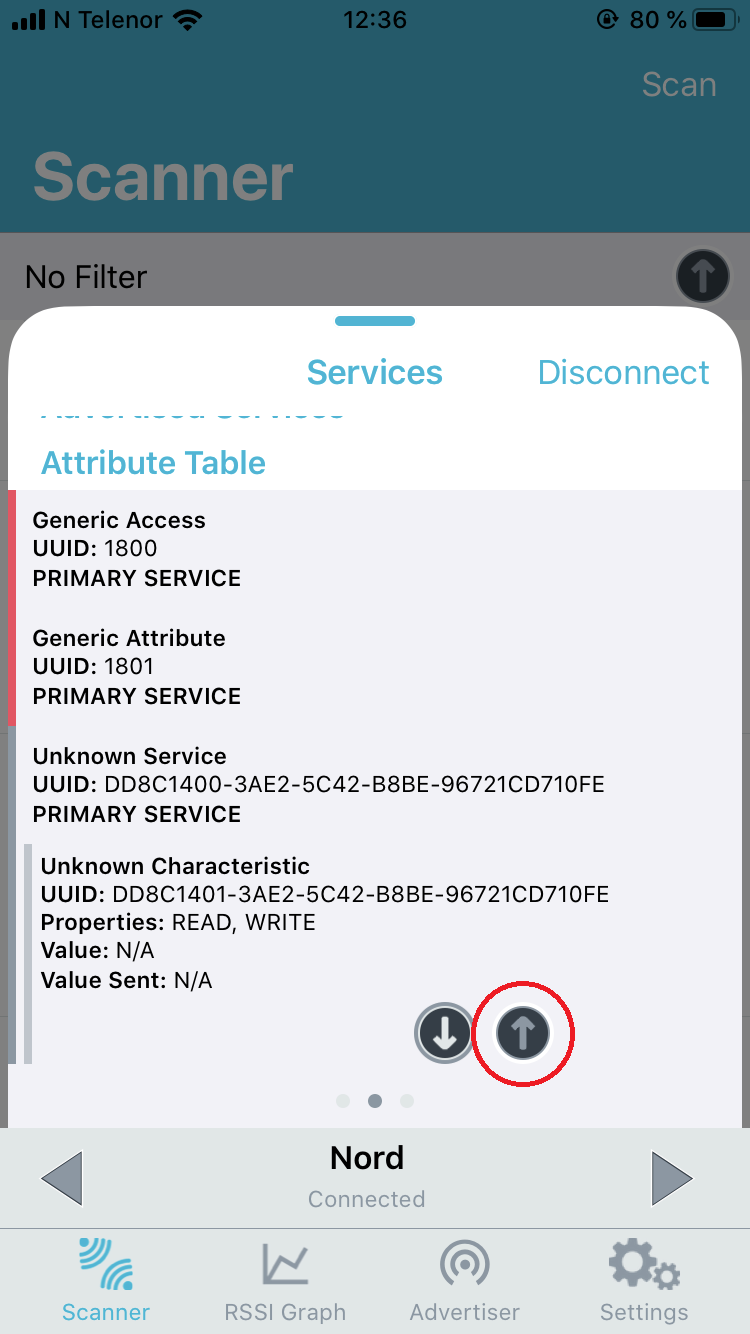 N Telenor 12:36 80 %
Scan
Scanner
No Filter
Services Disconnect
Advertised Services
Attribute Table
Generic Access
UUID: 1800
PRIMARY SERVICE
Generic Attribute
UUID: 1801
PRIMARY SERVICE
Unknown Service
UUID: DD8C1400-3AE2-5C42-B8BE-96721CD710FE
PRIMARY SERVICE
Unknown Characteristic
UUID: DD8C1401-3AE2-5C42-B8BE-96721CD710FE
Properties: READ, WRITE
Value: N/A
Value Sent: N/A
Nord
Connected
Scanner RSSI Graph Advertiser Settings